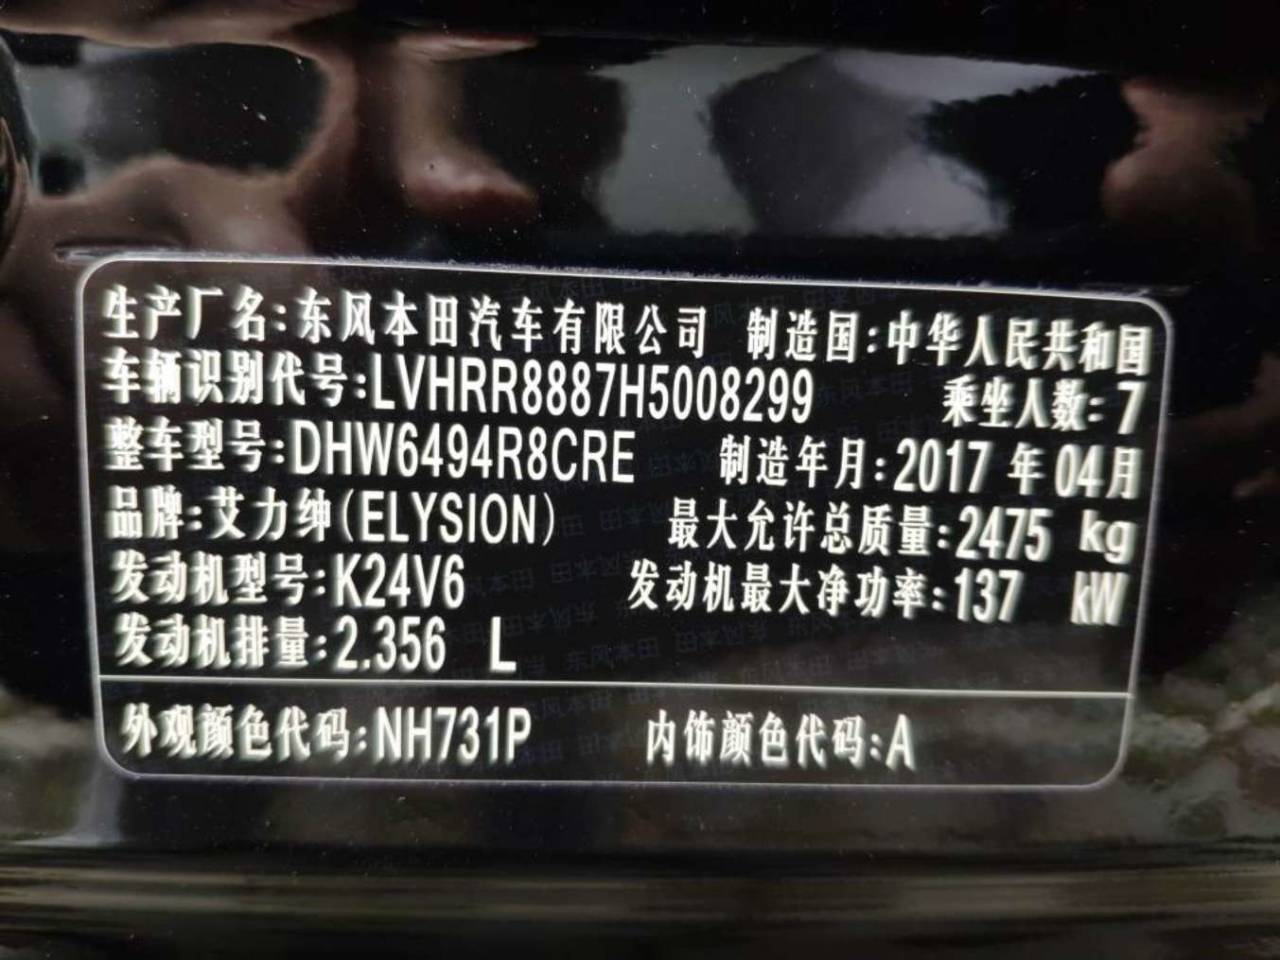 生产厂名:东风本田汽车有限公司 制造国:中华人民共和国
车辆识别代号:LVHRR8887H5008299 乘坐人数:7
整车型号:DHW6494R8CRE 制造年月:2017 年 04月
品牌:艾力绅(ELYSION) 最大允许总质量:2475 kg
发动机型号:K24V6 发动机最大净功率:137 kW
发动机排量:2.356 L
外观颜色代码:NH731P 内饰颜色代码:A